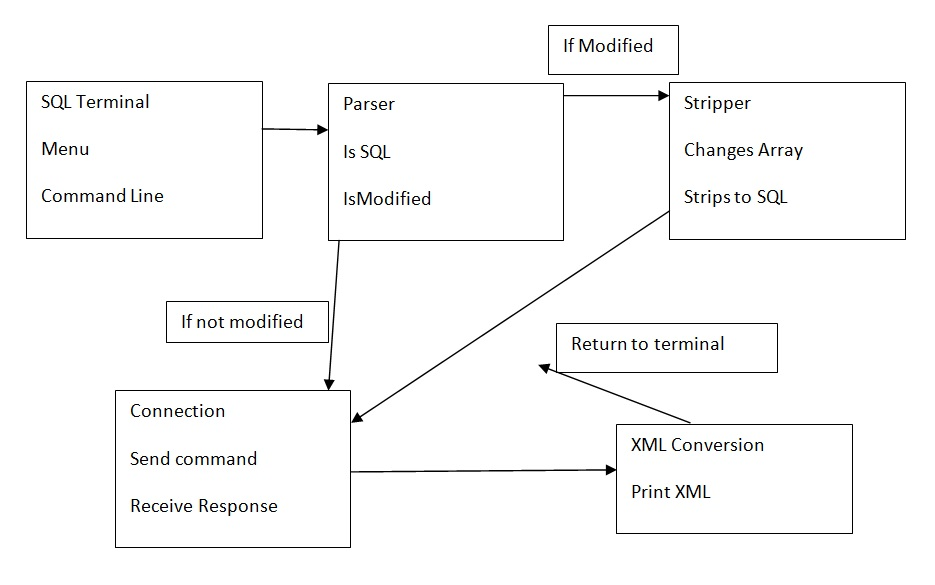 If Modified
SQL Terminal
Menu
Command Line
Parser
Is SQL
IsModified
Stripper
Changes Array
Strips to SQL
If not modified
Return to terminal
Connection
Send command
Receive Response
XML Conversion
Print XML